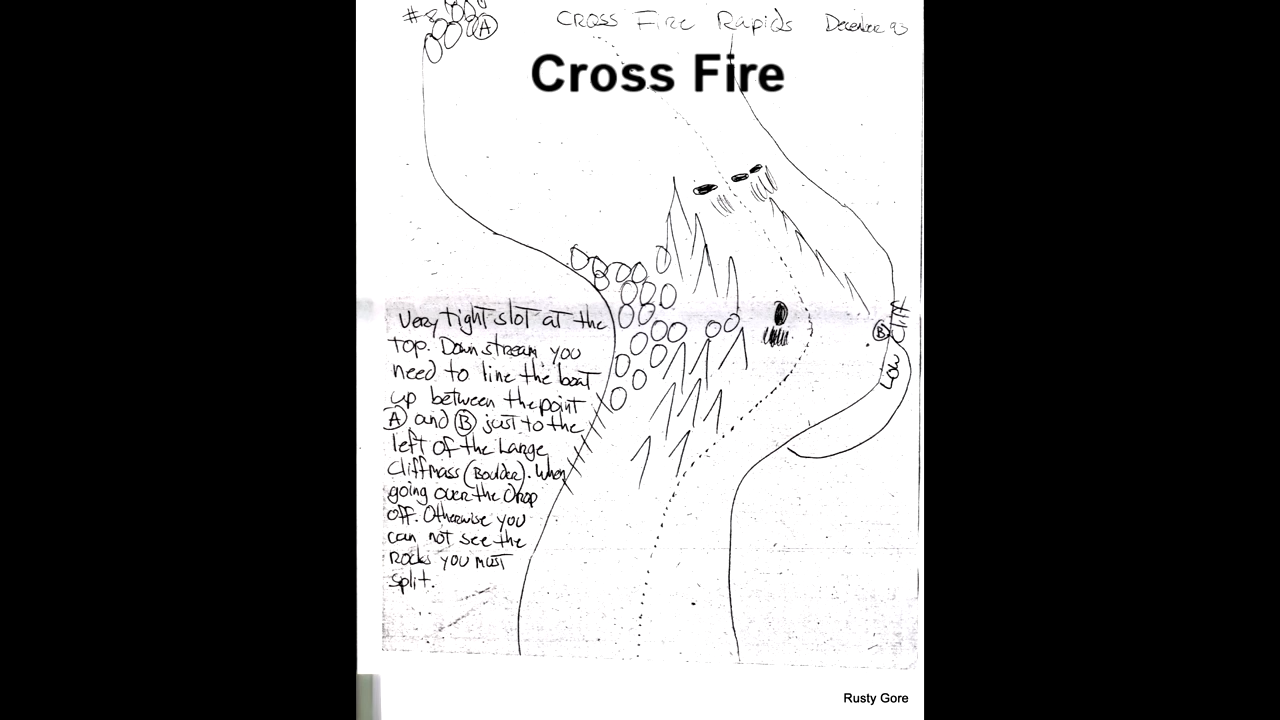 #8
A
CROSS FIRE Rapids
December 93
Cross Fire
Very tight slot at the
top. Down stream you
need to line the boat
up between the point
A and B just to the
left of the Large
Cliffmass (Boulder). When
going over the drop
off. Otherwise you
can not see the
Rocks you must
split.
B
Low Cliff
Rusty Gore